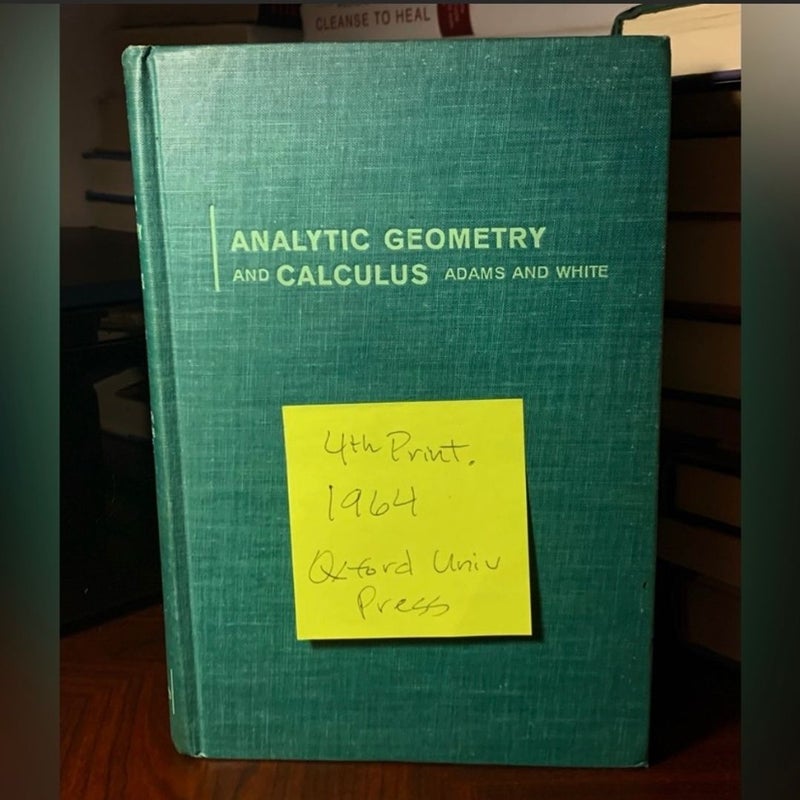 CLEANSE TO HEAL
ANALYTIC GEOMETRY
AND CALCULUS ADAMS AND WHITE
4th Print.
1964
Oxford Univ
Press